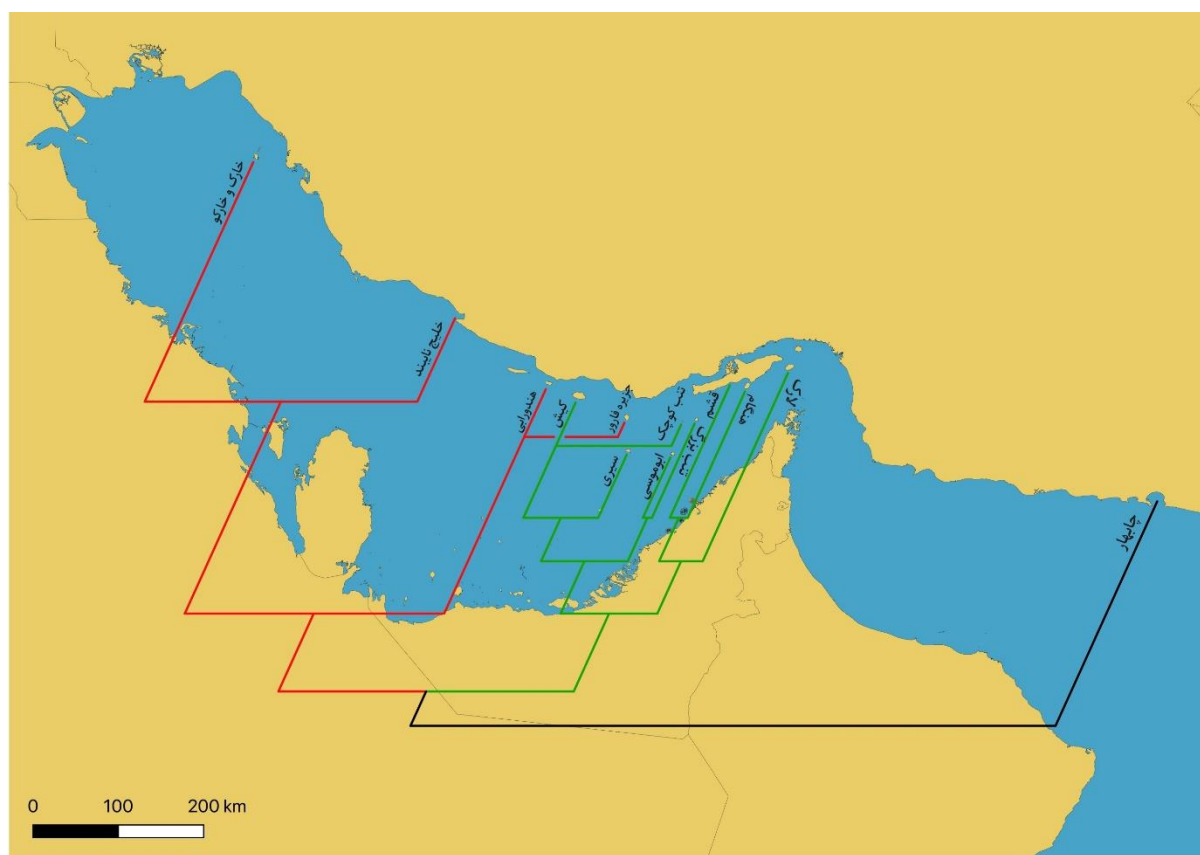 خارک و خارکو
خلیج نایبند
هندورابی
کیش
جزیره فارور
سیری
تنب کوچک
ابوموسی
تنب بزرگ
قشم
هنگام
لارک
چابهار
0 100 200 km